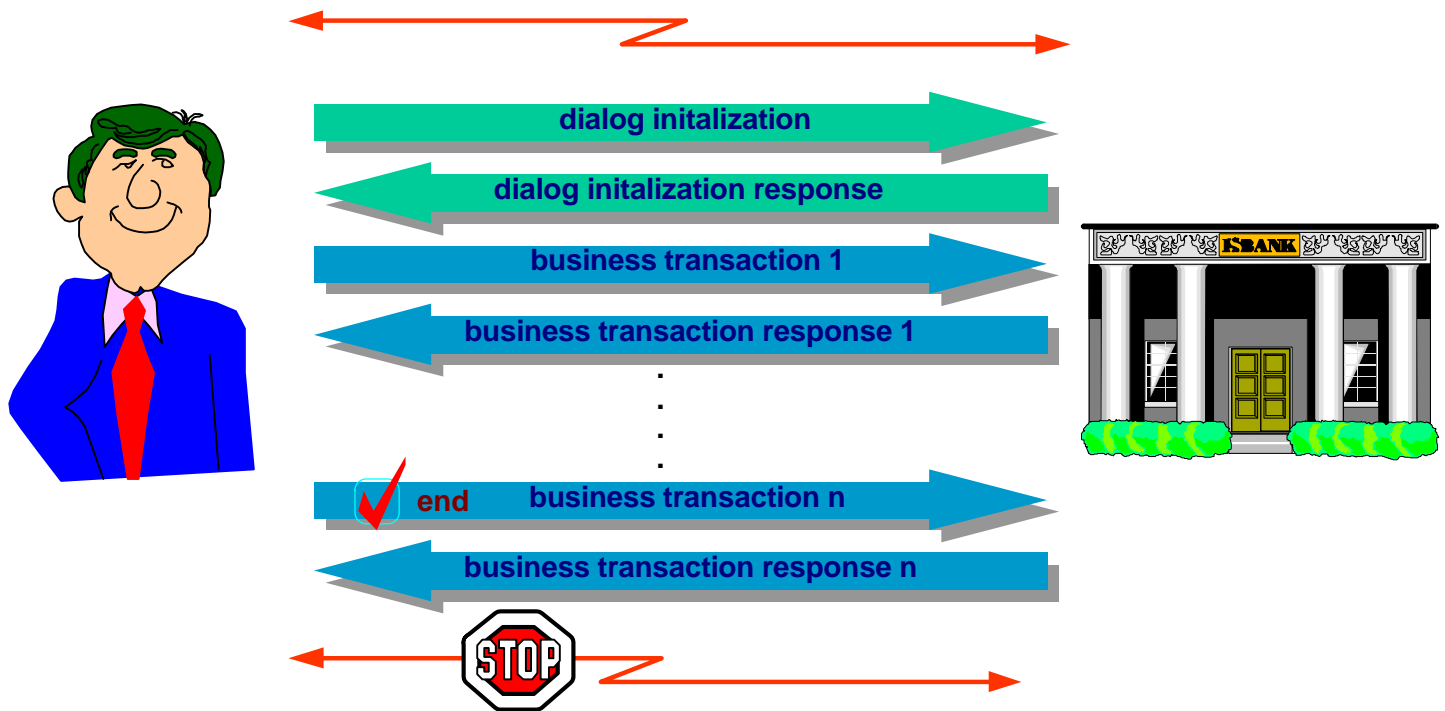 dialog initalization
dialog initalization response
ISBANK
business transaction 1
business transaction response 1
.
.
.
.
end business transaction n
business transaction response n
STOP